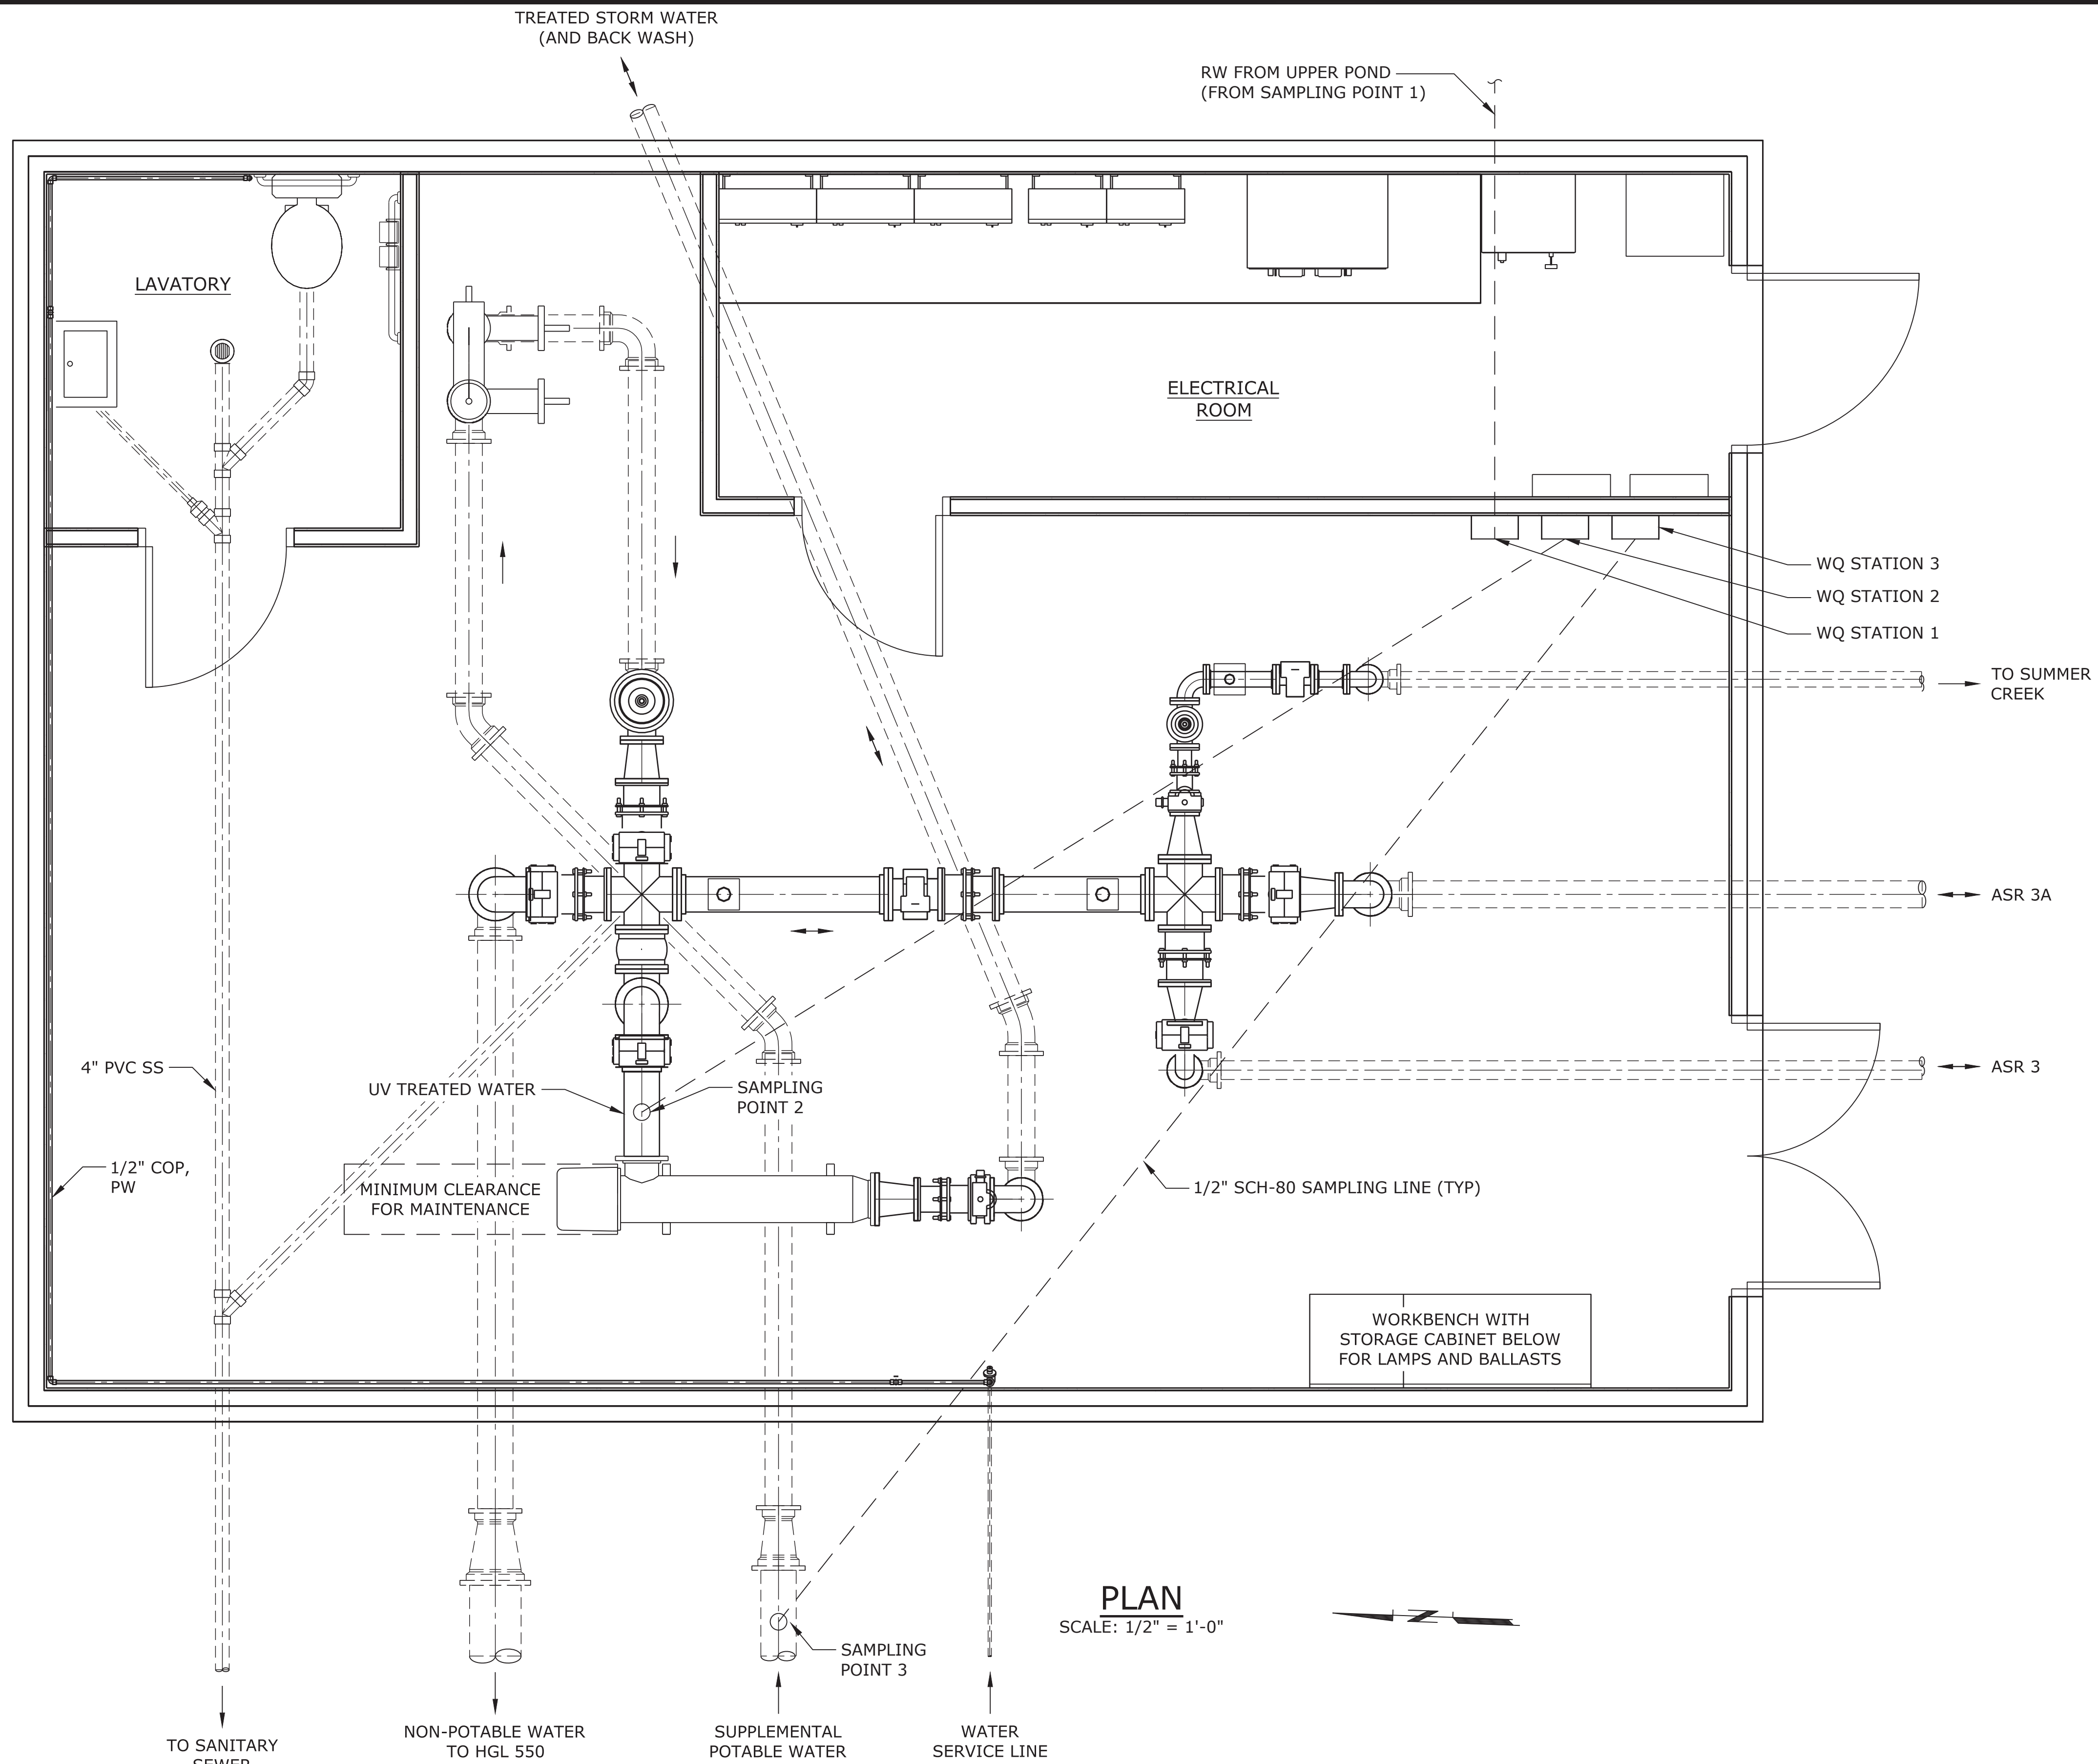 TREATED STORM WATER
(AND BACK WASH)
RW FROM UPPER POND
(FROM SAMPLING POINT 1)
LAVATORY
ELECTRICAL
ROOM
WQ STATION 3
WQ STATION 2
WQ STATION 1
TO SUMMER
CREEK
ASR 3A
ASR 3
4" PVC SS
UV TREATED WATER
SAMPLING
POINT 2
1/2" COP,
PW
MINIMUM CLEARANCE
FOR MAINTENANCE
1/2" SCH-80 SAMPLING LINE (TYP)
WORKBENCH WITH
STORAGE CABINET BELOW
FOR LAMPS AND BALLASTS
PLAN
SCALE: 1/2" = 1'-0"
Z
SAMPLING
POINT 3
TO SANITARY
SEWER
NON-POTABLE WATER
TO HGL 550
SUPPLEMENTAL
POTABLE WATER
WATER
SERVICE LINE